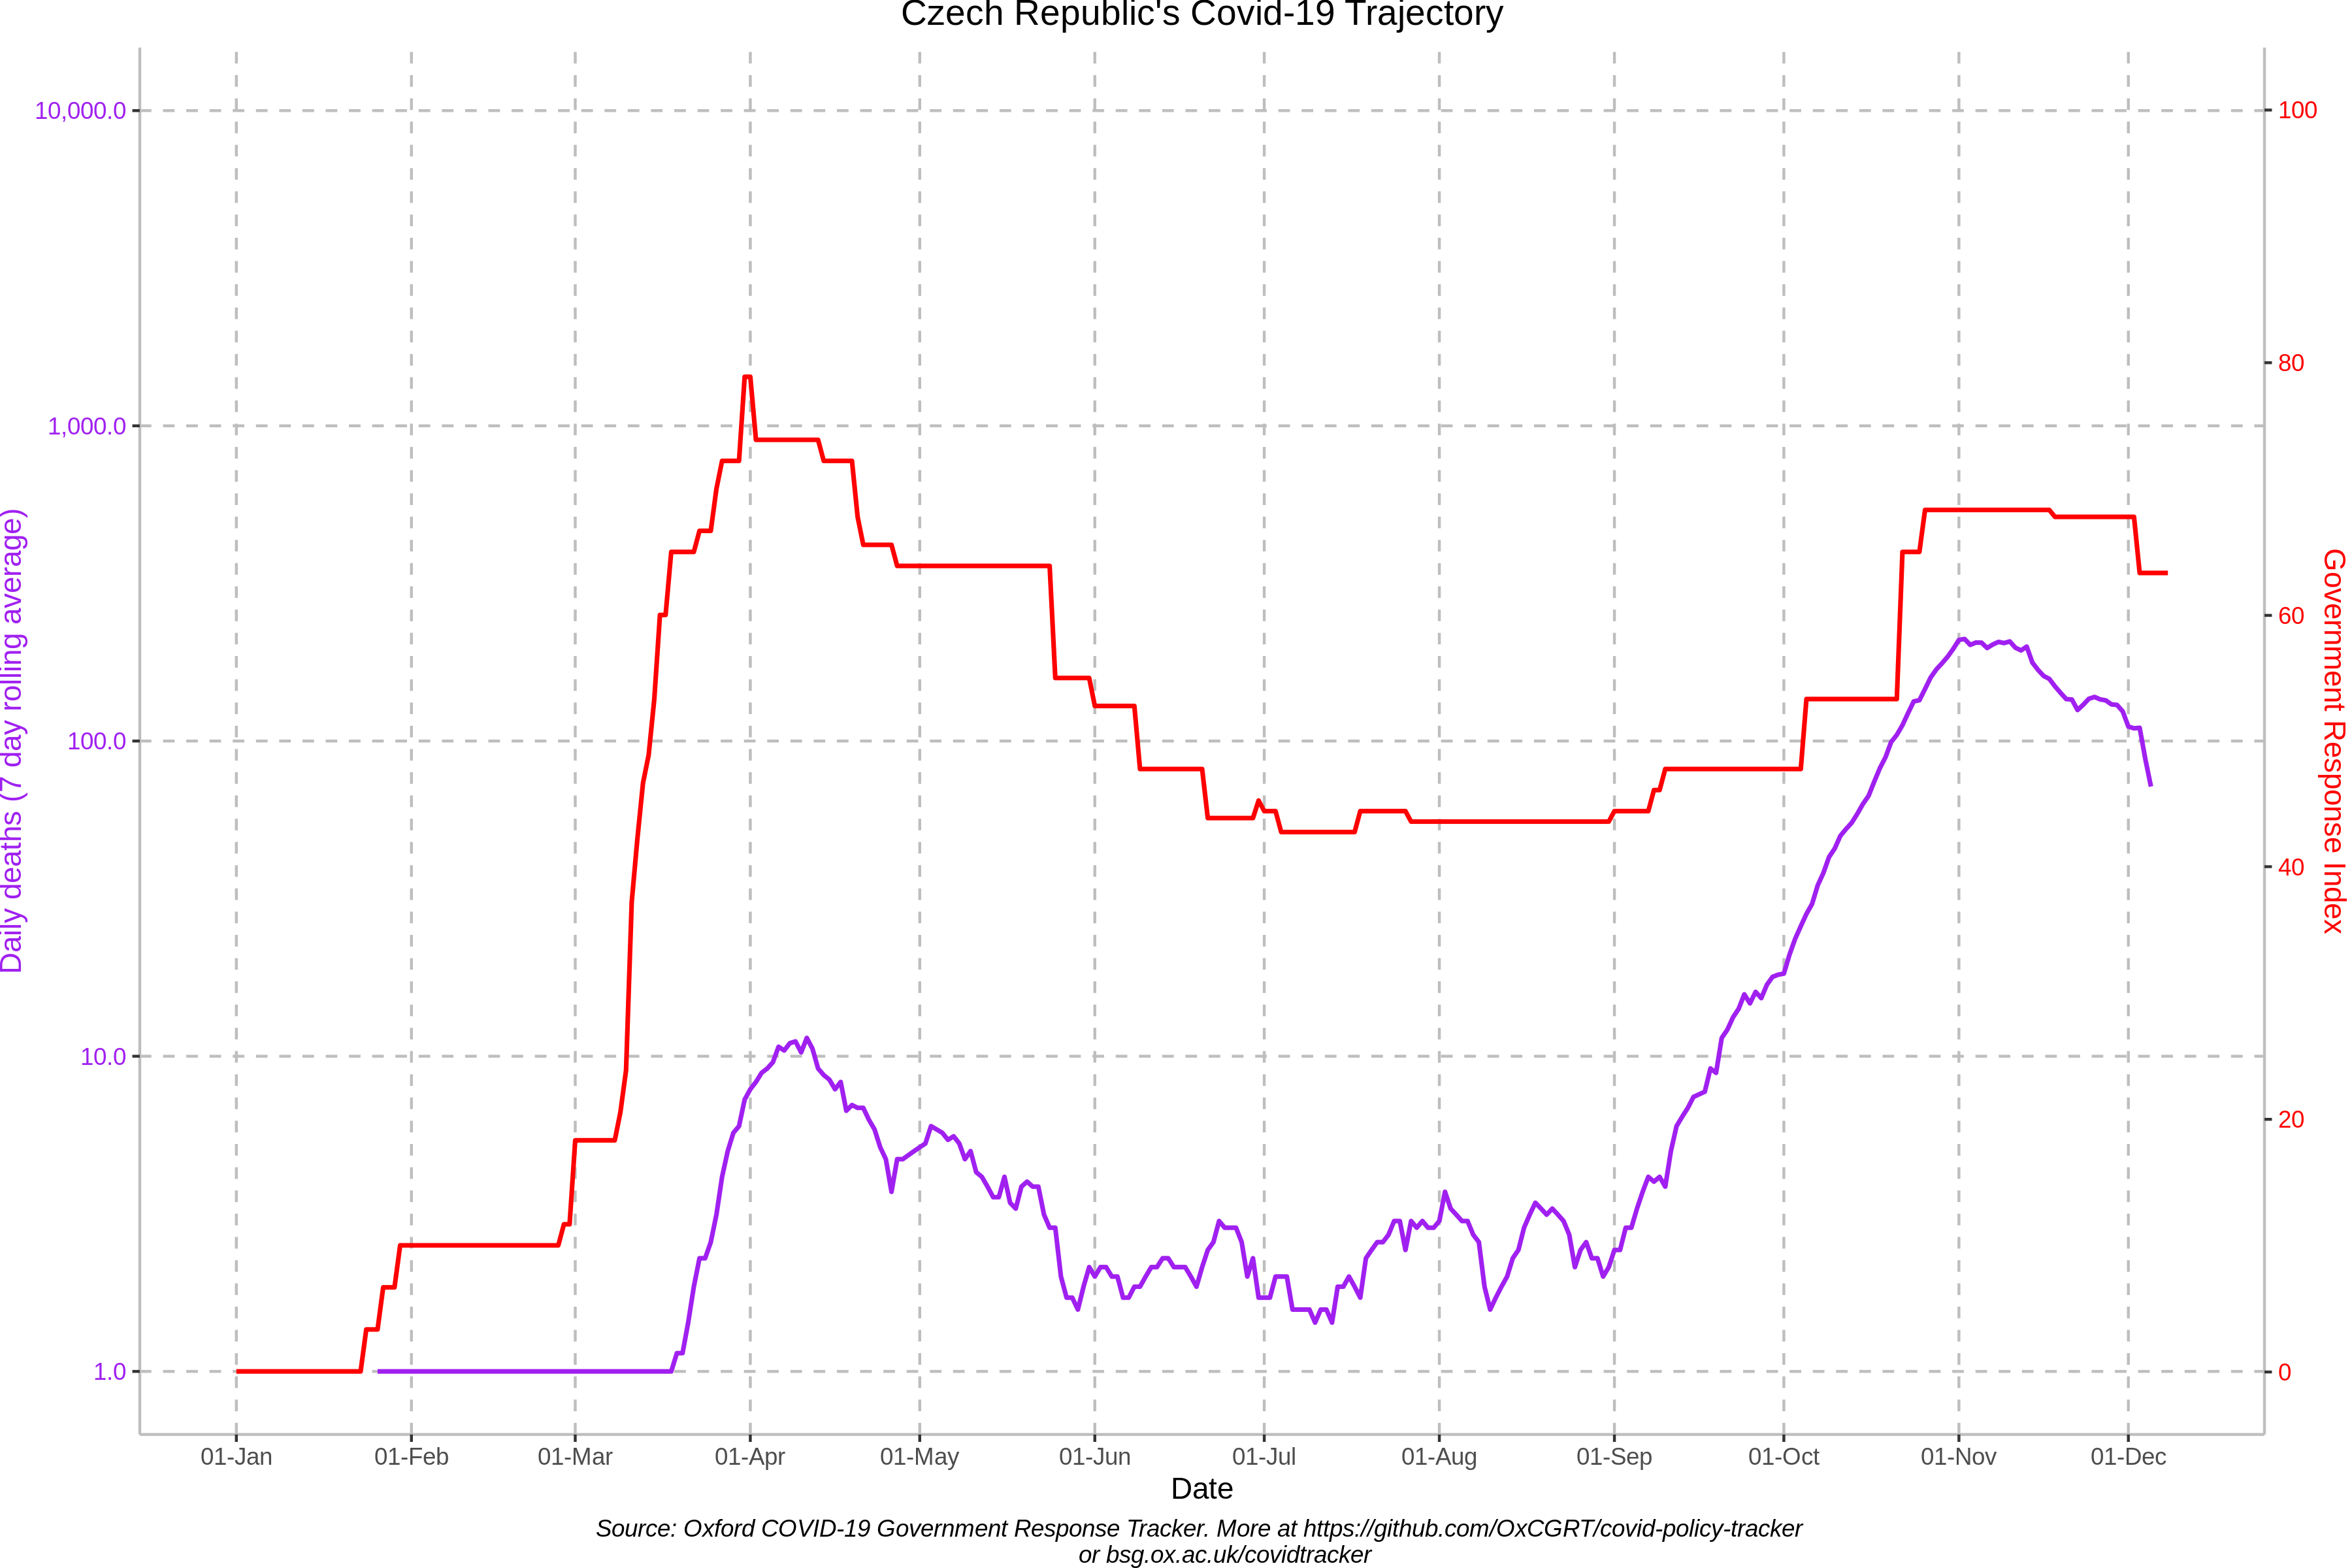 Czech Republic's Covid-19 Trajectory
Daily deaths (7 day rolling average)
10,000.0
1,000.0
100.0
10.0
1.0
100
80
60
40
20
0
Government Response Index
01-Jan
01-Feb
01-Mar
01-Apr
01-May
01-Jun
01-Jul
01-Aug
01-Sep
01-Oct
01-Nov
01-Dec
Date
Source: Oxford COVID-19 Government Response Tracker. More at https://github.com/OxCGRT/covid-policy-tracker
or bsg.ox.ac.uk/covidtracker